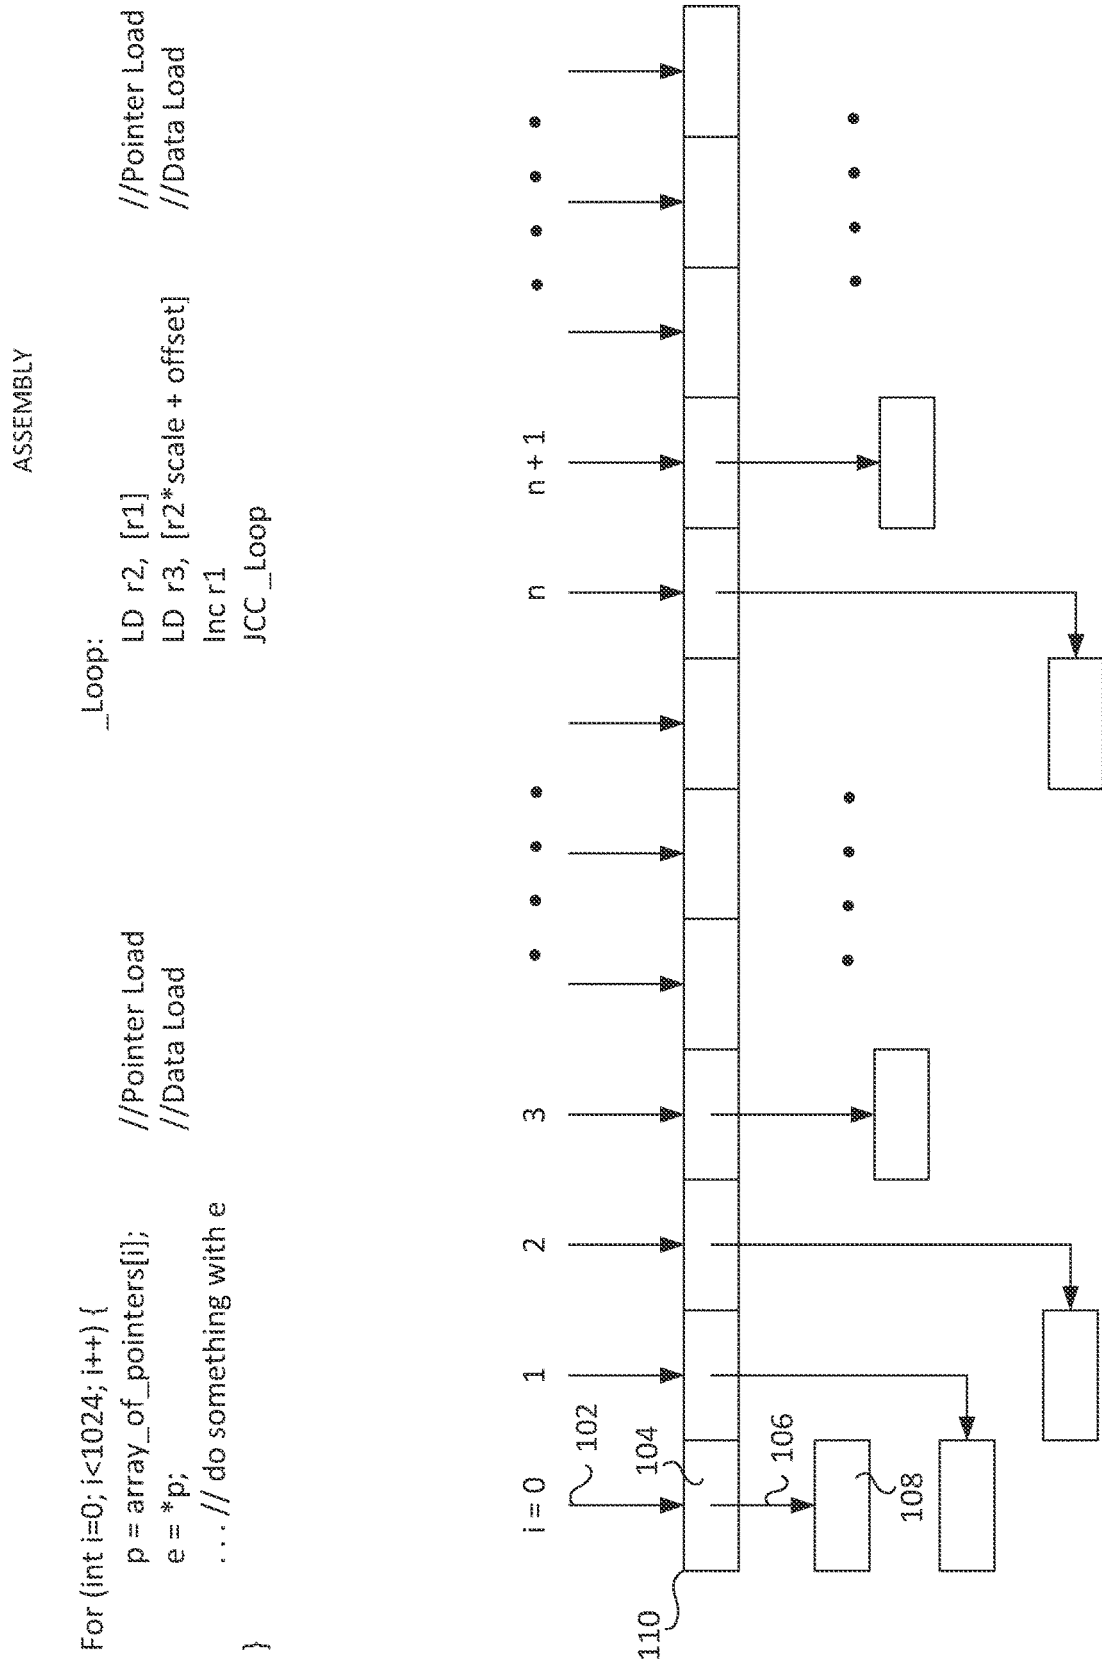 ASSEMBLY
For (int i=0; i<1024; i++) {
p = array_of_pointers[i]; //Pointer Load
e = *p; //Data Load
. . . // do something with e
}
_Loop:
LD r2, [r1] //Pointer Load
LD r3, [r2*scale + offset] //Data Load
Inc r1
JCC _Loop
i = 0 1 2 3 n n + 1
102
104
106
108
110